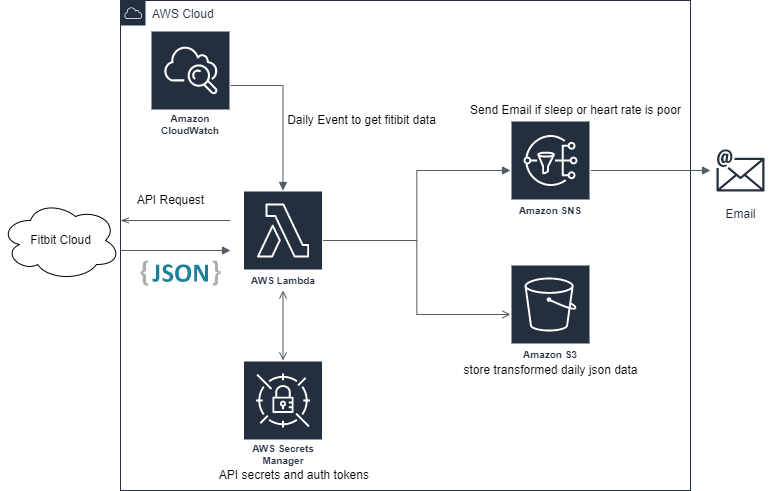 AWS Cloud
Amazon
CloudWatch
Daily Event to get fitibit data
Send Email if sleep or heart rate is poor
@
Amazon SNS
Email
API Request
Fitbit Cloud
{JSON}
AWS Lambda
Amazon S3
store transformed daily json data
AWS Secrets
Manager
API secrets and auth tokens